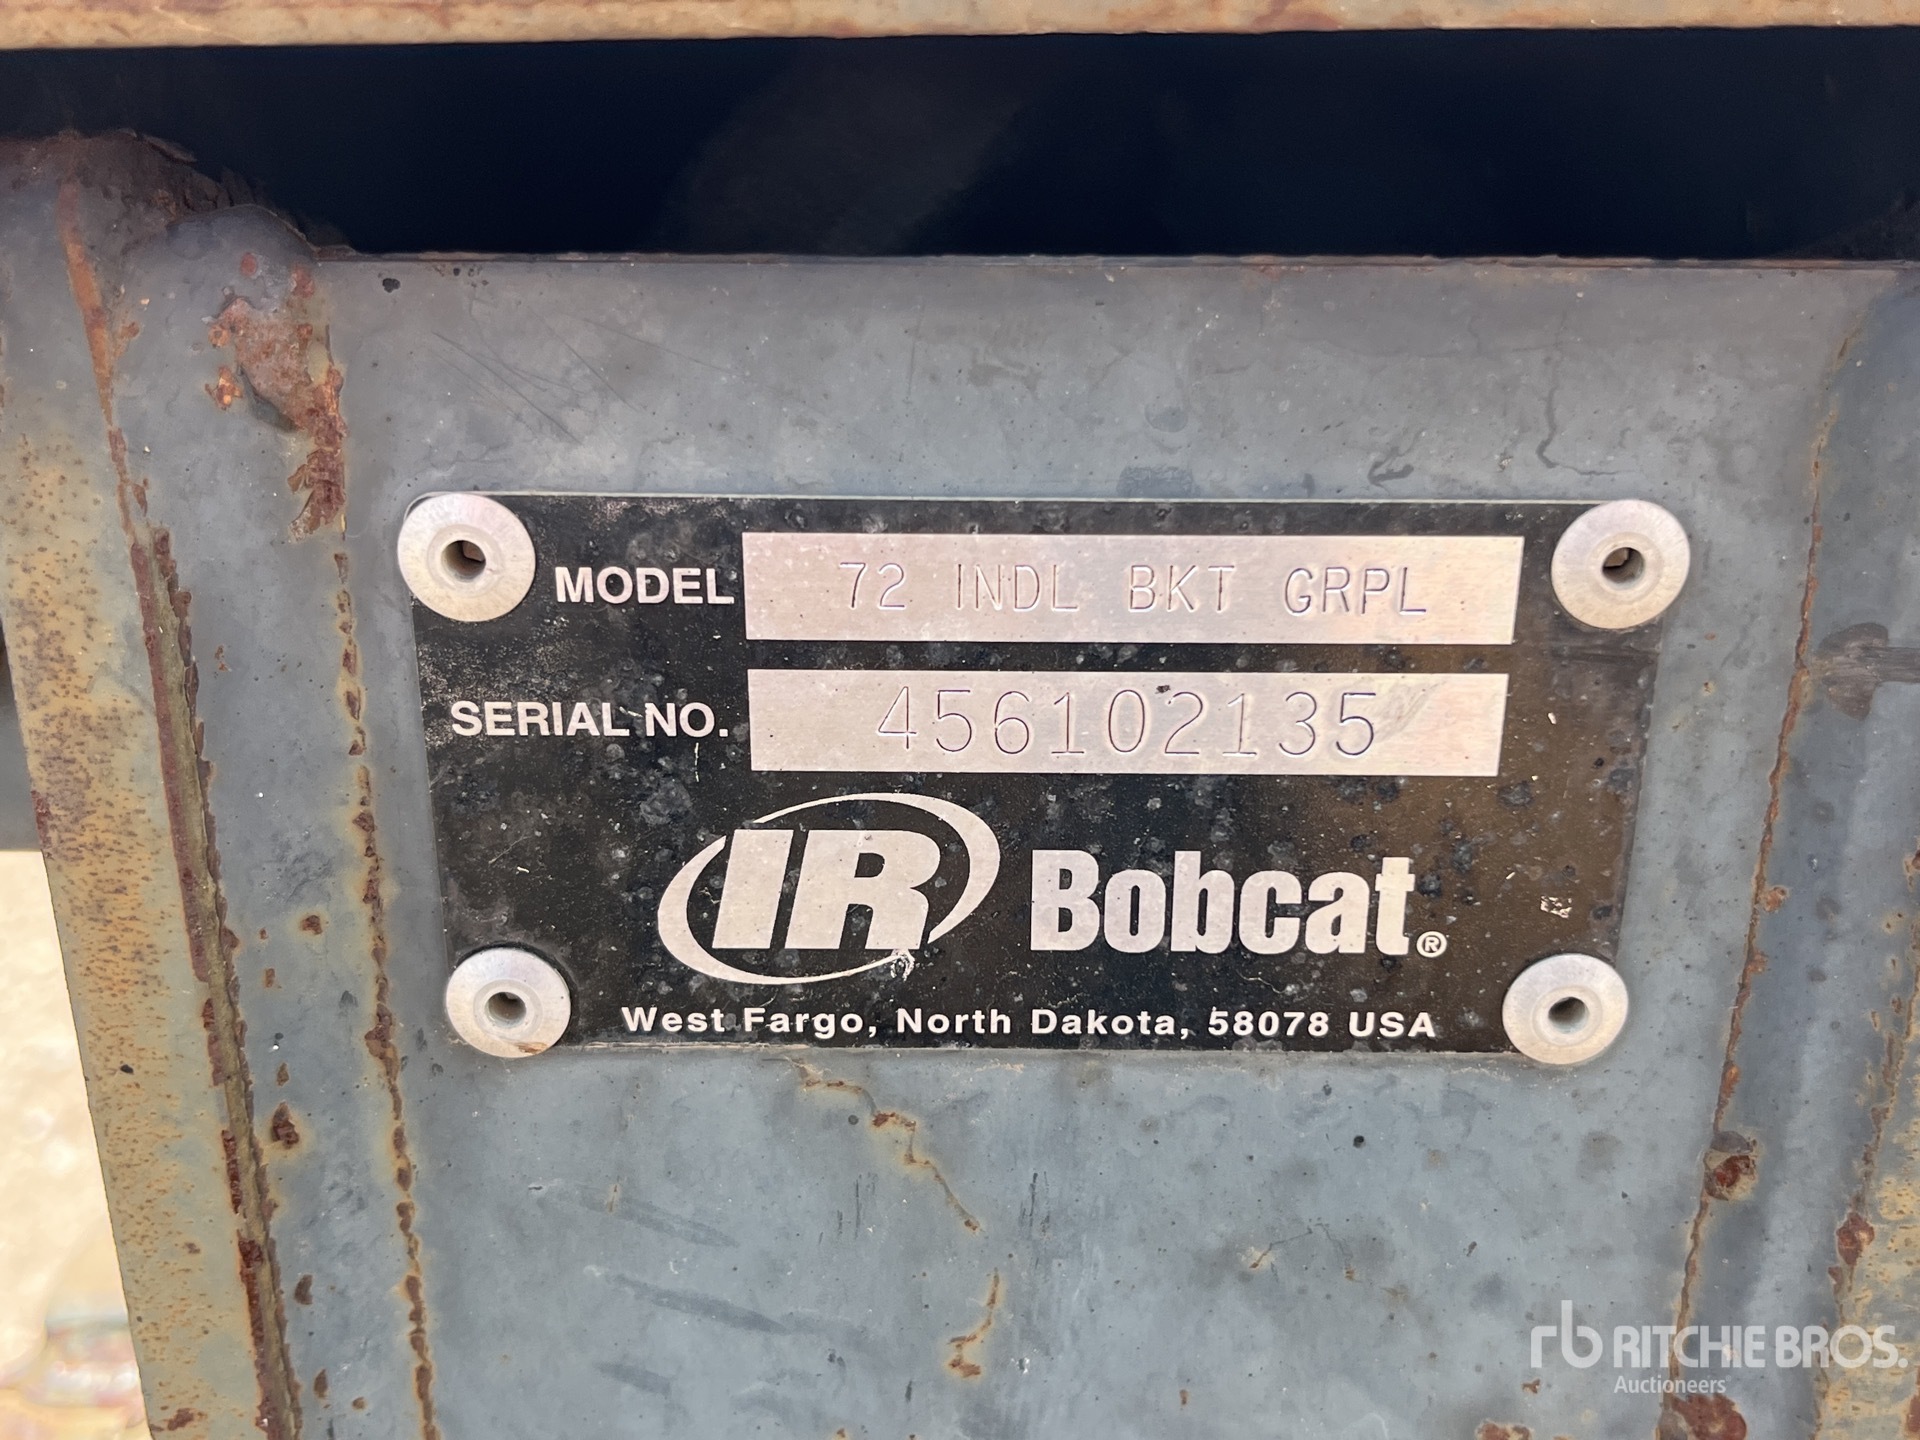 MODEL 72 INDL BKT GRPL
SERIAL NO. 456102135
IR Bobcat®
West Fargo, North Dakota, 58078 USA
rb RITCHIE BROS.
Auctioneers